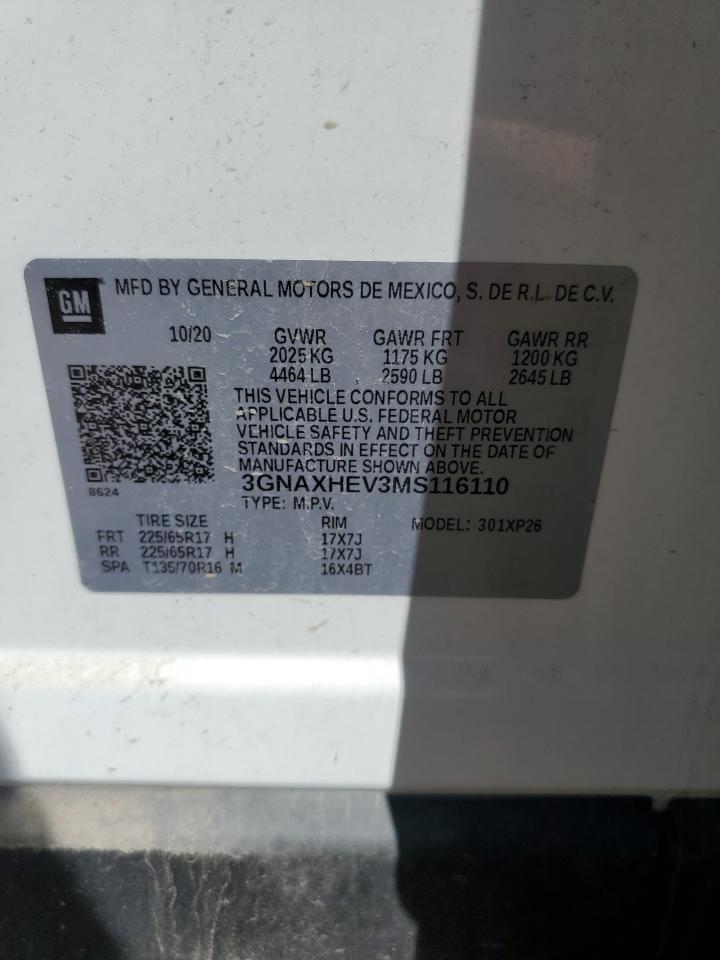 GM MFD BY GENERAL MOTORS DE MEXICO, S. DE R.L. DE C.V.
10/20 GVWR GAWR FRT GAWR RR
2025 KG 1175 KG 1200 KG
4464 LB 2590 LB 2645 LB
THIS VEHICLE CONFORMS TO ALL
APPLICABLE U.S. FEDERAL MOTOR
VEHICLE SAFETY AND THEFT PREVENTION
STANDARDS IN EFFECT ON THE DATE OF
MANUFACTURE SHOWN ABOVE.
8624 3GNAXHEV3MS116110
TYPE: M.P.V.
TIRE SIZE RIM MODEL: 301XP26
FRT 225/65R17 H 17X7J
RR 225/65R17 H 17X7J
SPA T135/70R16 M 16X4BT